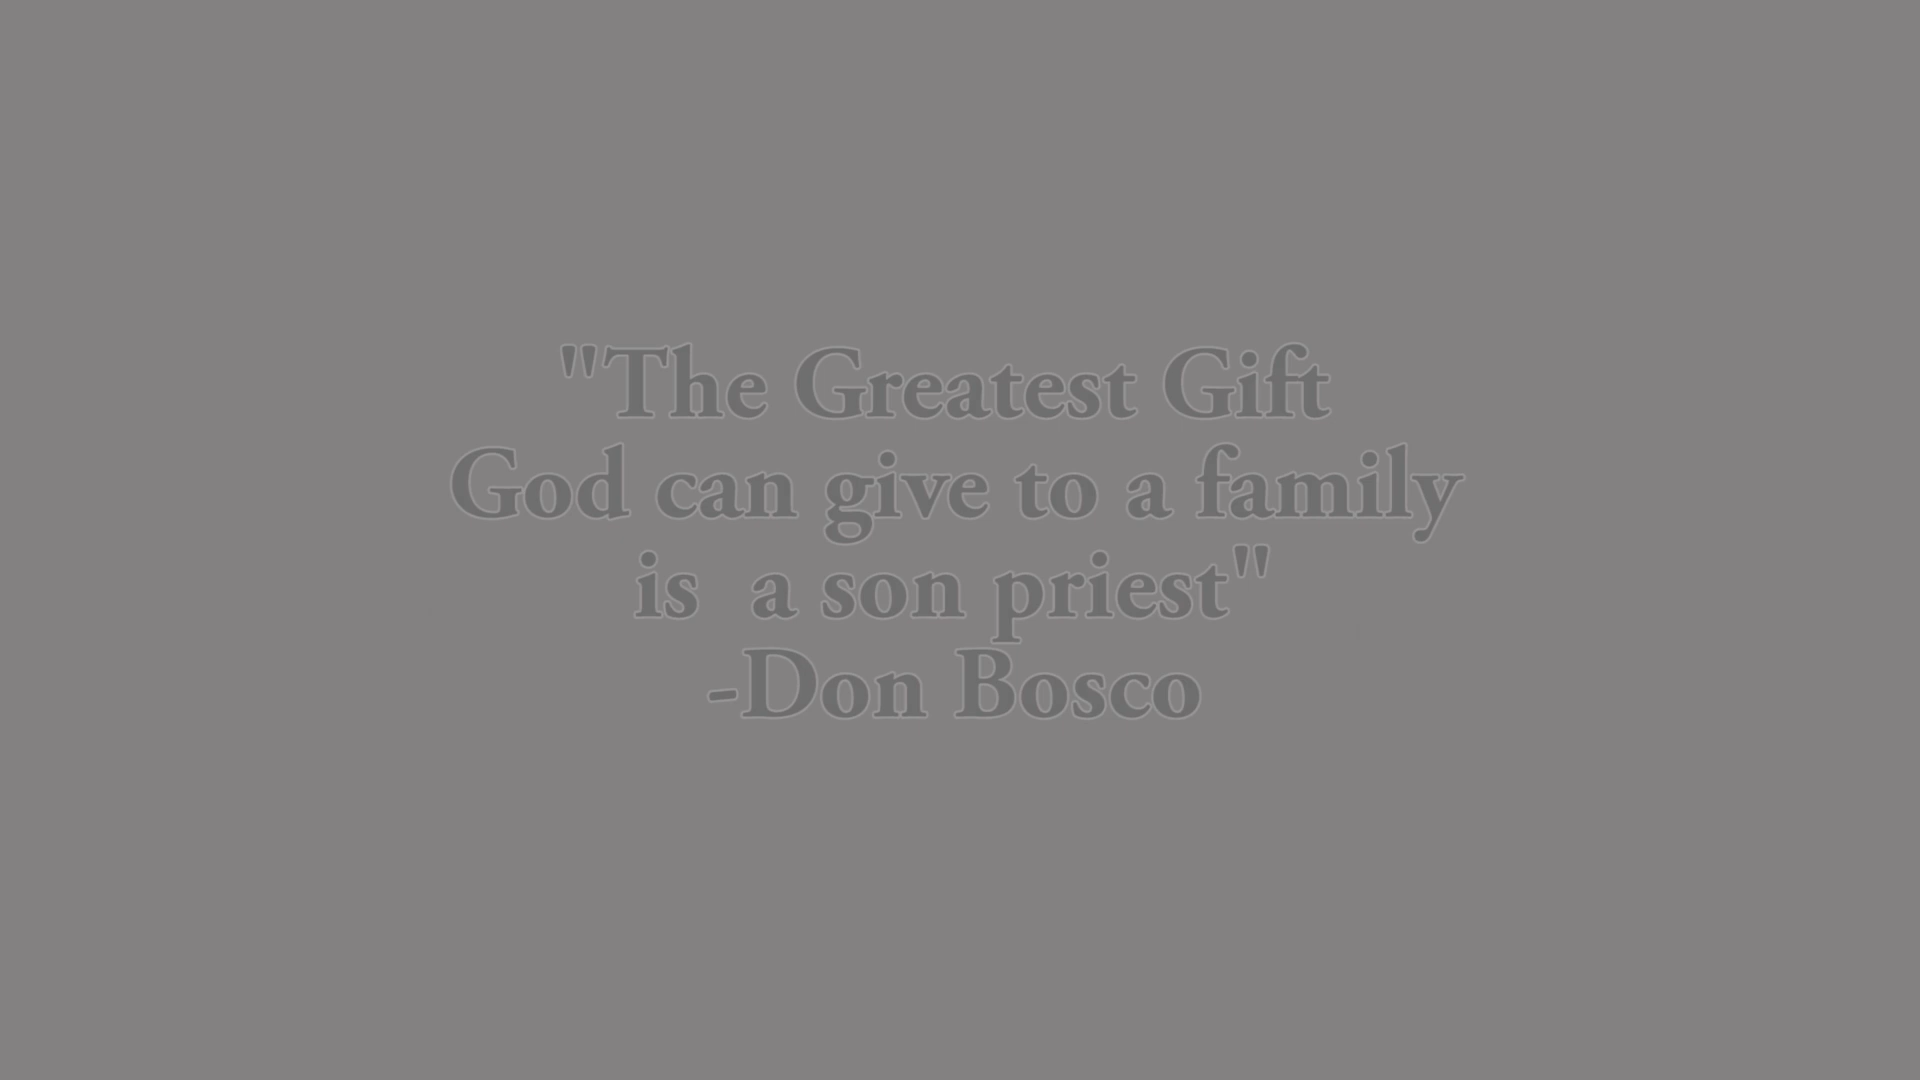 "The Greatest Gift
God can give to a family
is  a son priest"
-Don Bosco